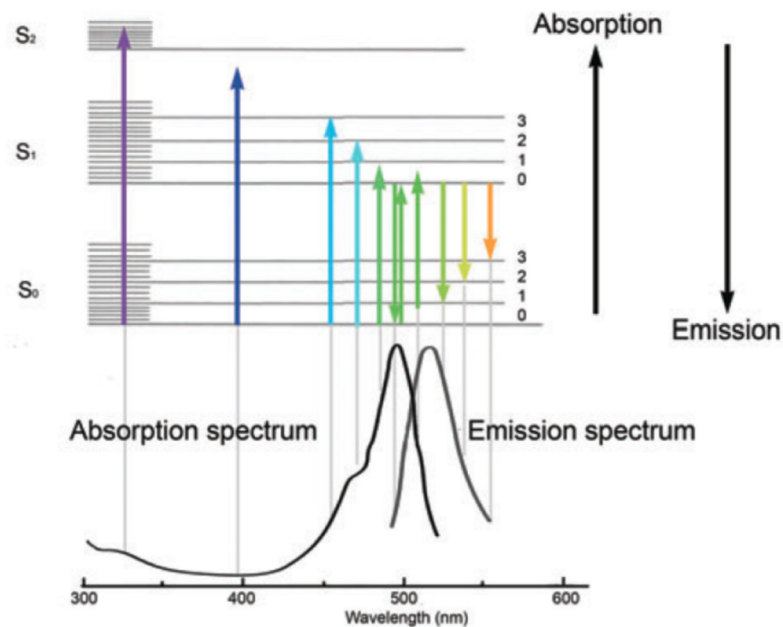 S₂
Absorption
S₁
3
2
1
0
S₀
3
2
1
0
Emission
Absorption spectrum
Emission spectrum
300 400 500 600
Wavelength (nm)